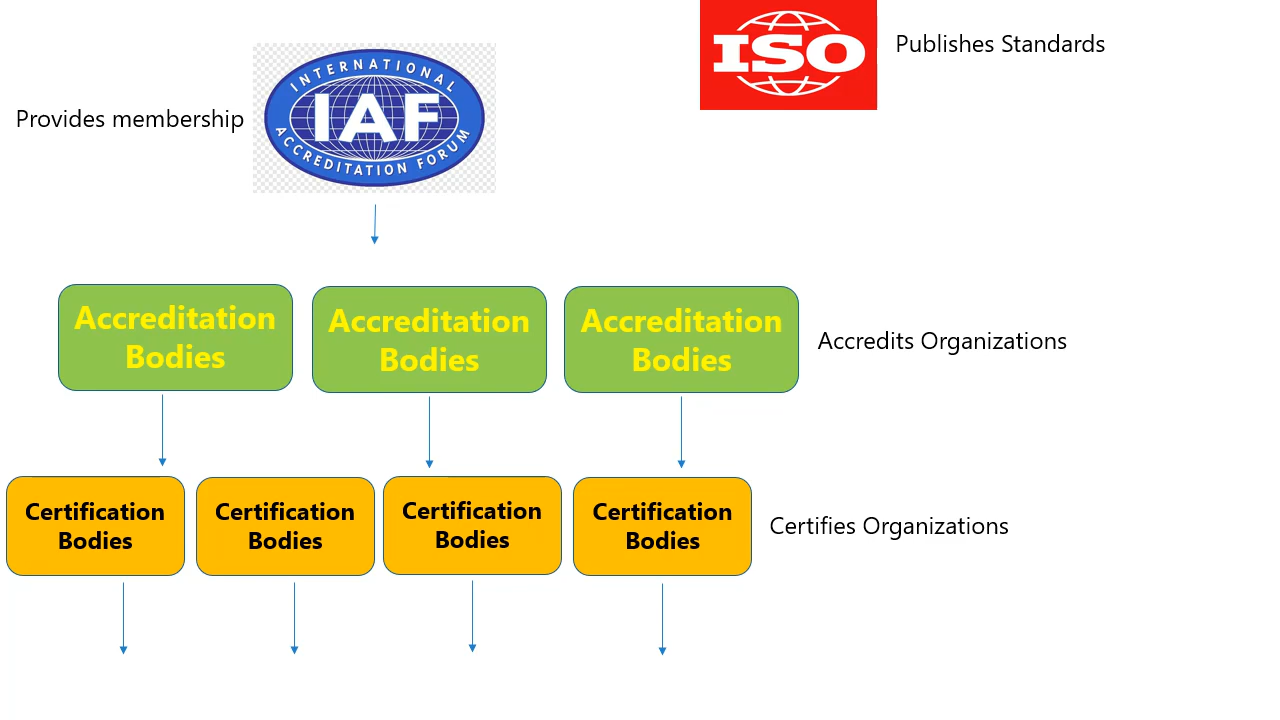 ISO
Publishes Standards
Provides membership
INTERNATIONAL
IAF
ACCREDITATION FORUM
Accreditation
Bodies
Accreditation
Bodies
Accreditation
Bodies
Accredits Organizations
Certification
Bodies
Certification
Bodies
Certification
Bodies
Certification
Bodies
Certifies Organizations